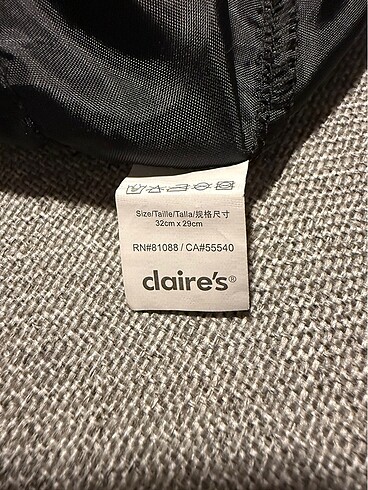 Size/Taille/Talla/规格尺寸
32cm x 29cm
RN#81088 / CA#55540
claire's®